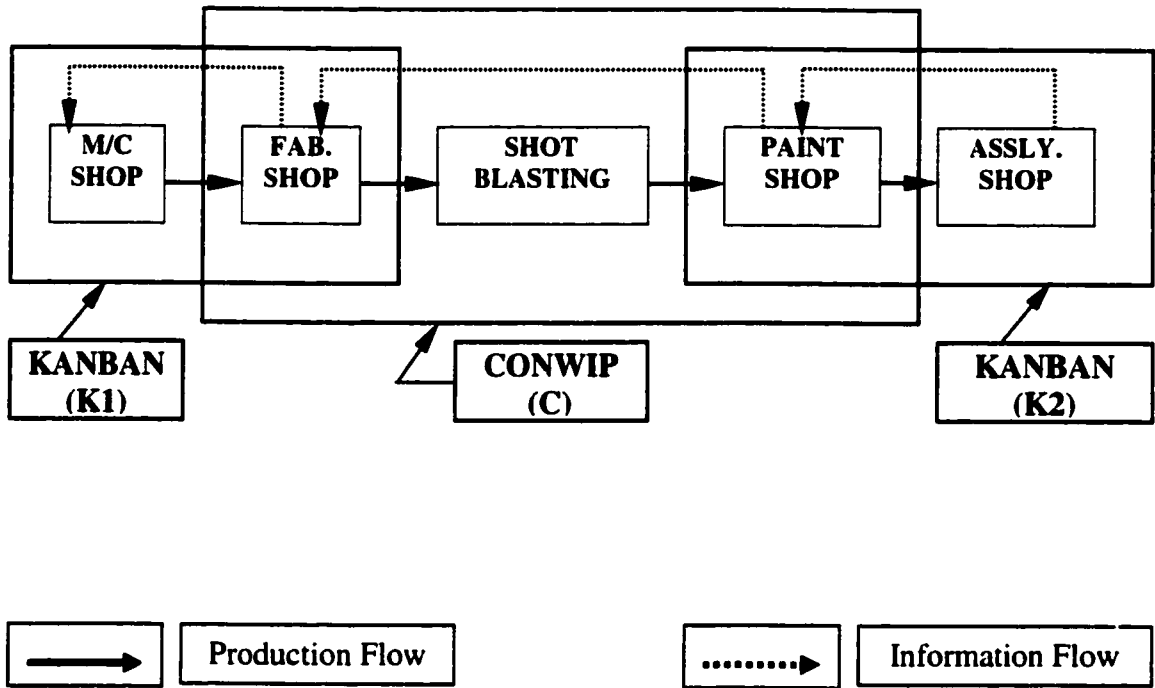 M/C
SHOP
FAB.
SHOP
SHOT
BLASTING
PAINT
SHOP
ASSLY.
SHOP
KANBAN
(K1)
CONWIP
(C)
KANBAN
(K2)
Production Flow
Information Flow